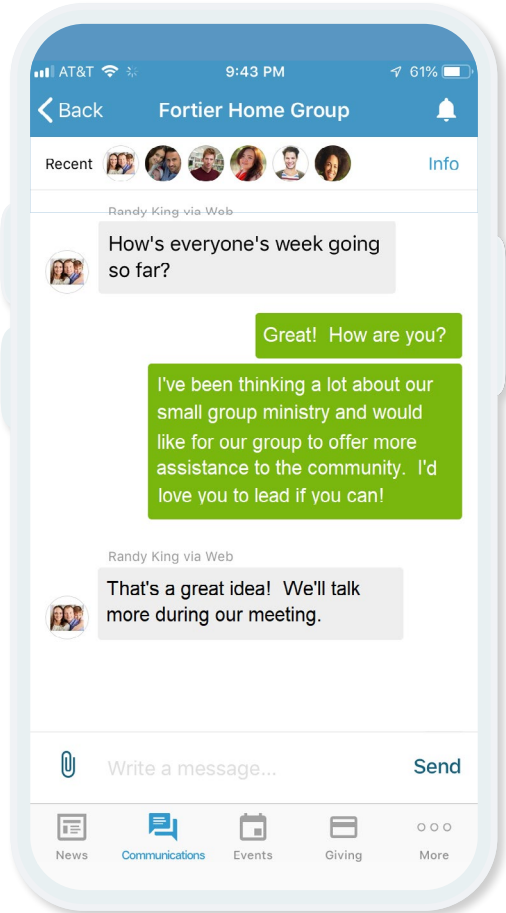 AT&T 9:43 PM 61%
Back Fortier Home Group
Recent Info
Randy King via Web
How's everyone's week going
so far?
Great!  How are you?
I've been thinking a lot about our
small group ministry and would
like for our group to offer more
assistance to the community.  I'd
love you to lead if you can!
Randy King via Web
That's a great idea!  We'll talk
more during our meeting.
Write a message... Send
News Communications Events Giving More